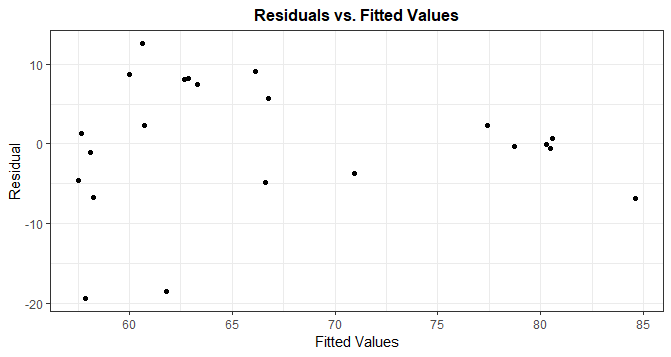 Residuals vs. Fitted Values
10
0
-10
-20
Residual
60 65 70 75 80 85
Fitted Values